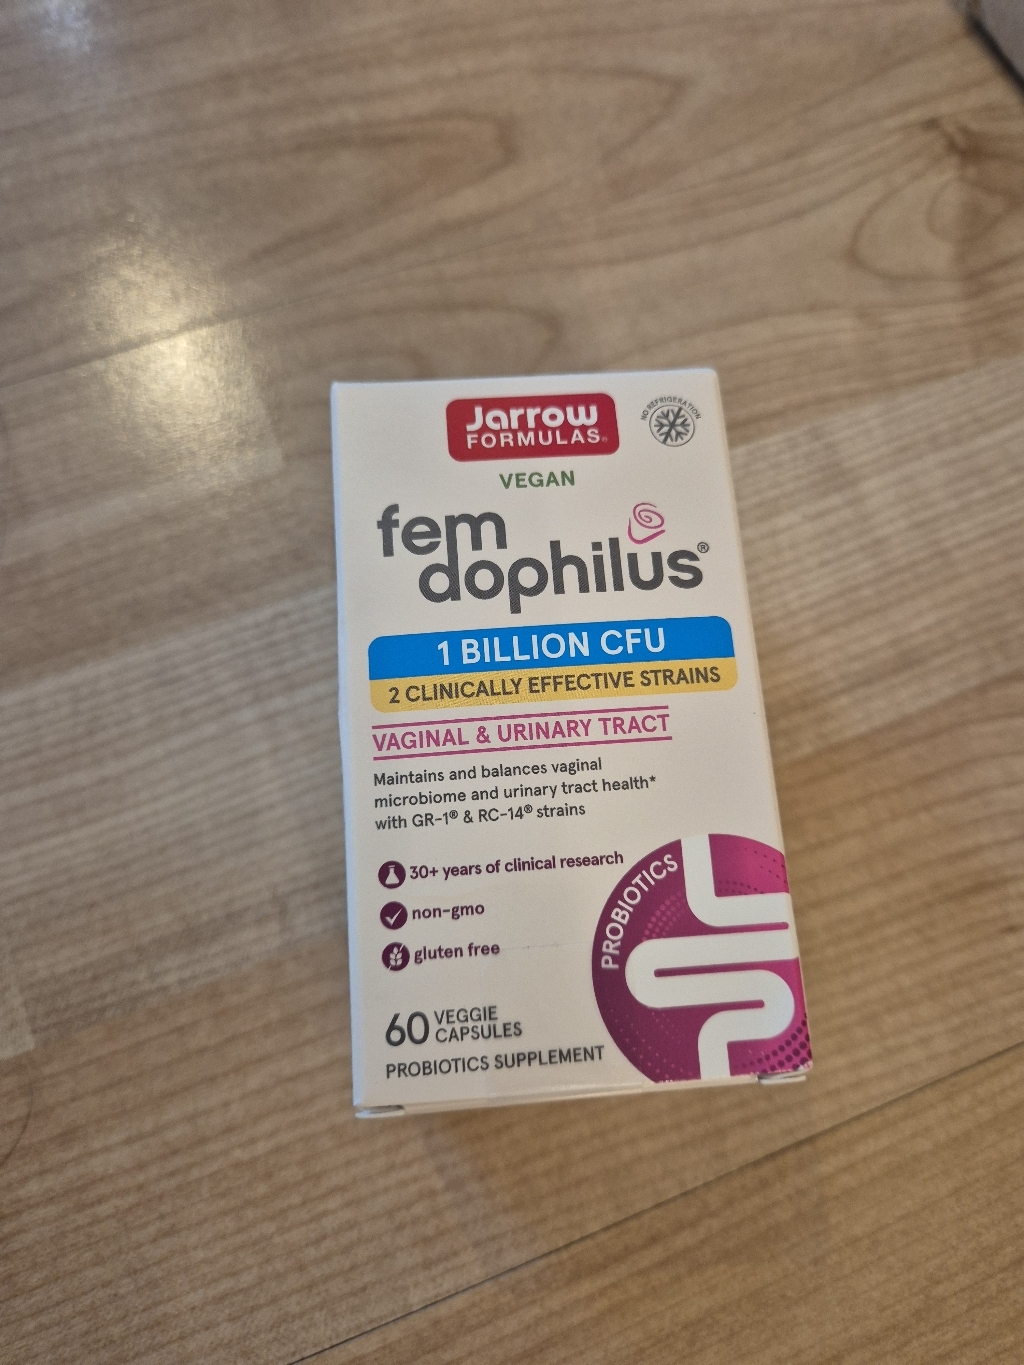 Jarrow
FORMULAS®
NO REFRIGERATION
VEGAN
fem
dophilus®
1 BILLION CFU
2 CLINICALLY EFFECTIVE STRAINS
VAGINAL & URINARY TRACT
Maintains and balances vaginal
microbiome and urinary tract health*
with GR-1® & RC-14® strains
30+ years of clinical research
non-gmo
gluten free
PROBIOTICS
60 VEGGIE
CAPSULES
PROBIOTICS SUPPLEMENT